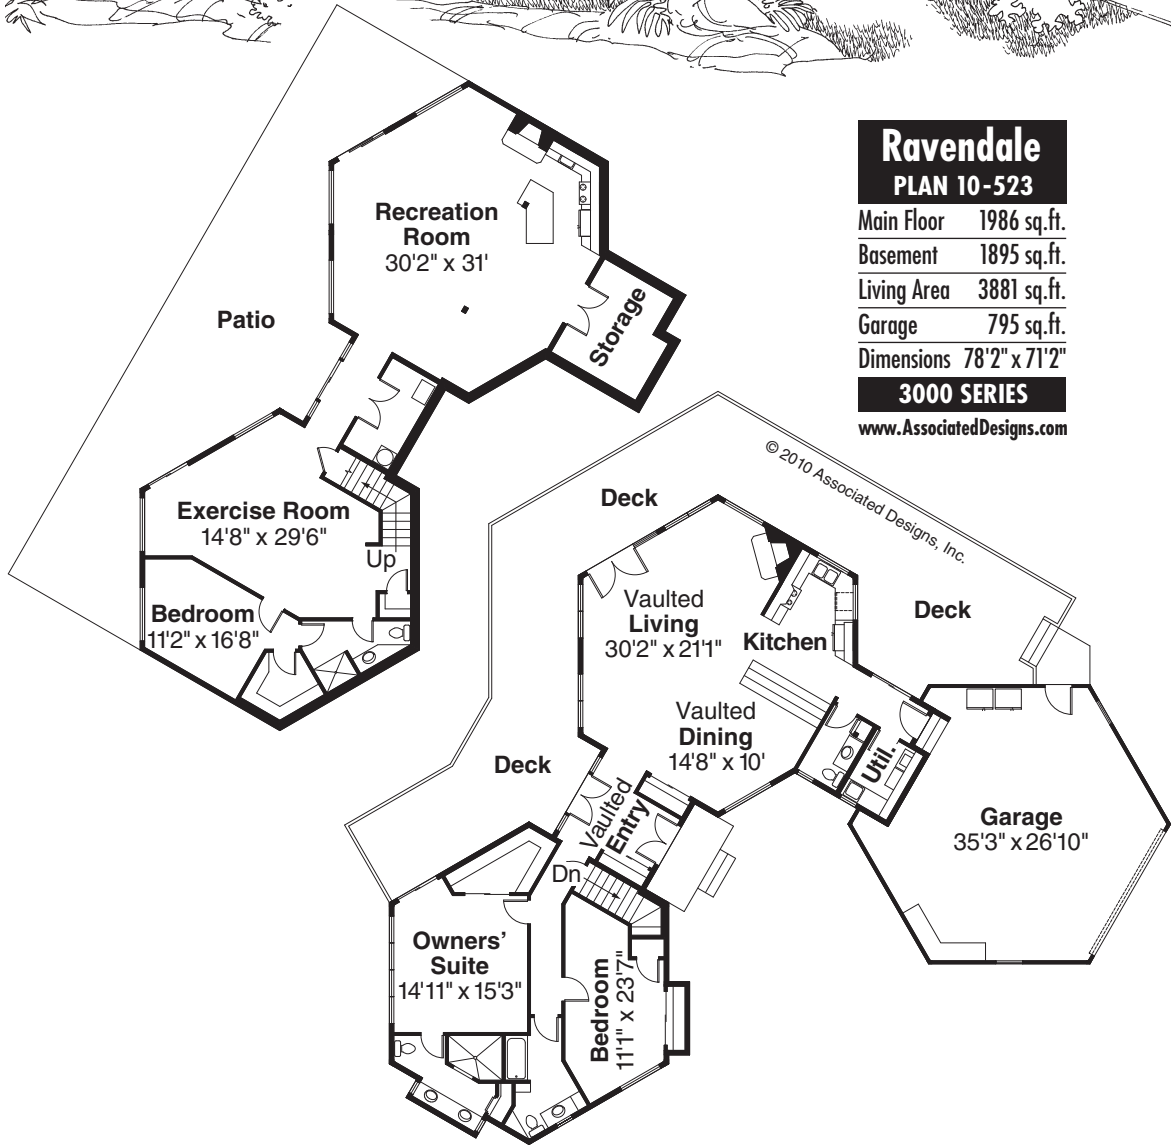 Ravendale
PLAN 10-523
Main Floor 1986 sq.ft.
Basement 1895 sq.ft.
Living Area 3881 sq.ft.
Garage 795 sq.ft.
Dimensions 78'2" x 71'2"
3000 SERIES
www.AssociatedDesigns.com
Recreation
Room
30'2" x 31'
Patio
Storage
Exercise Room
14'8" x 29'6"
Up
Bedroom
11'2" x 16'8"
© 2010 Associated Designs, Inc.
Deck
Deck
Vaulted
Living
30'2" x 21'1"
Kitchen
Vaulted
Dining
14'8" x 10'
Deck
Util.
Vaulted
Entry
Garage
35'3" x 26'10"
Dn
Owners'
Suite
14'11" x 15'3"
Bedroom
11'1" x 23'7"